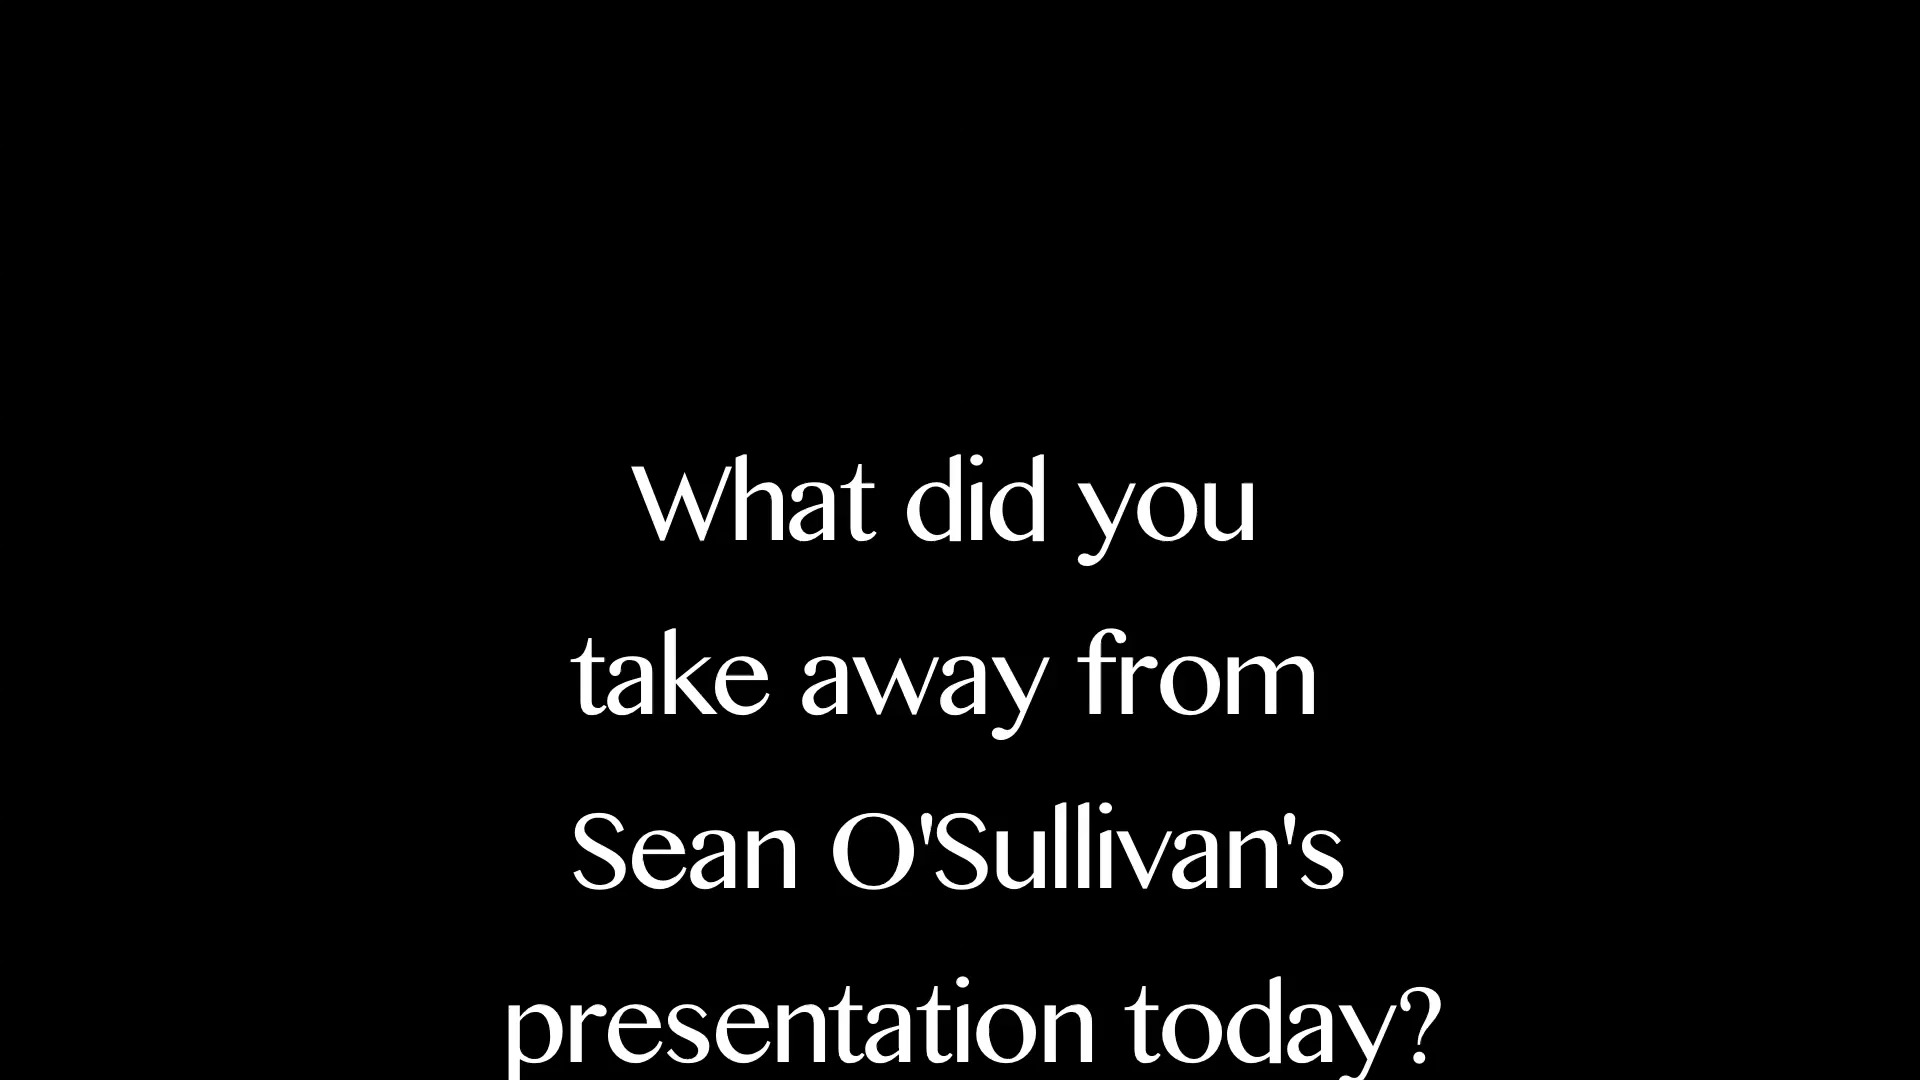 What did you
take away from
Sean O'Sullivan's
presentation today?